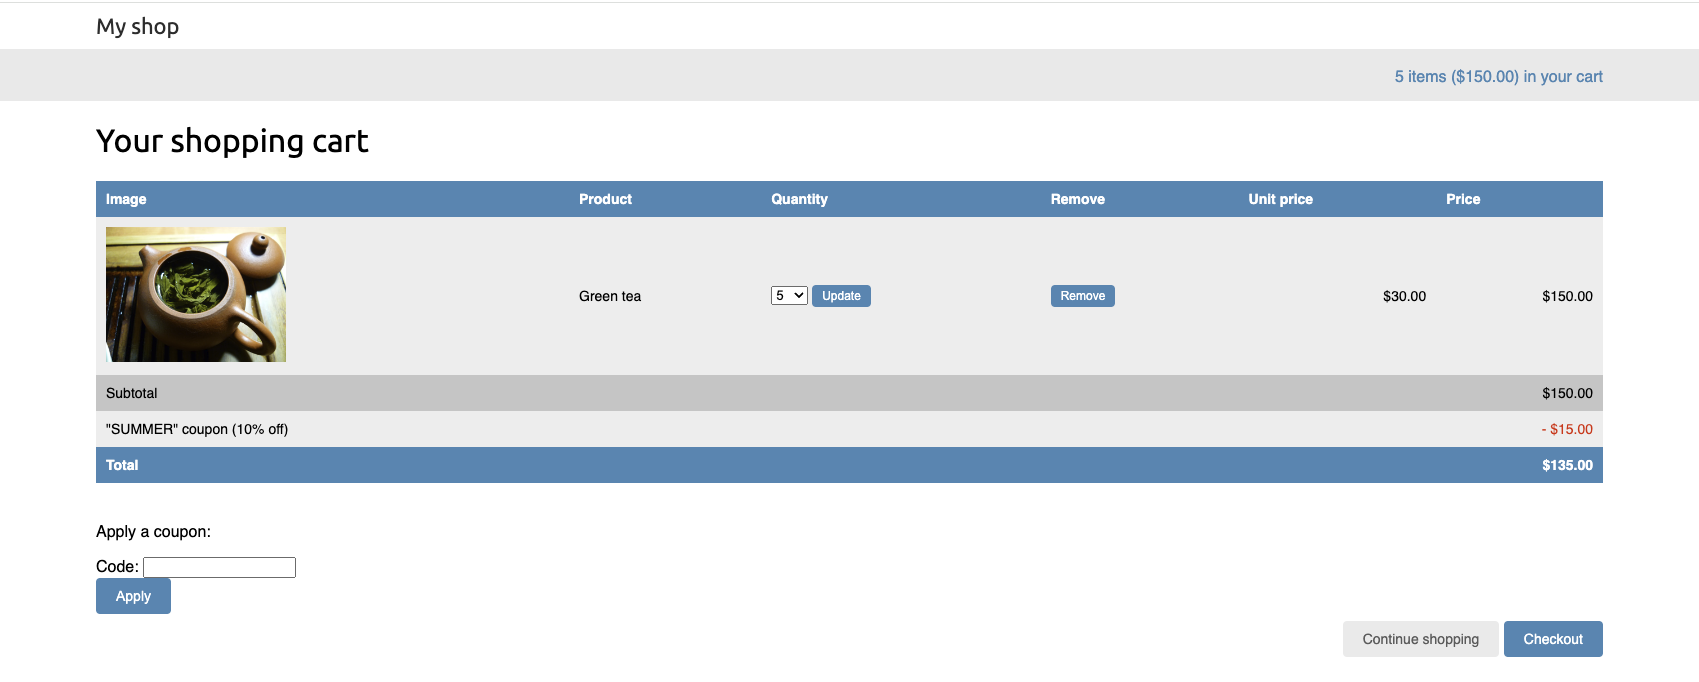 My shop
5 items ($150.00) in your cart
Your shopping cart
Image Product Quantity Remove Unit price Price
Green tea 5 Update Remove $30.00 $150.00
Subtotal $150.00
"SUMMER" coupon (10% off) - $15.00
Total $135.00
Apply a coupon:
Code:
Apply
Continue shopping Checkout